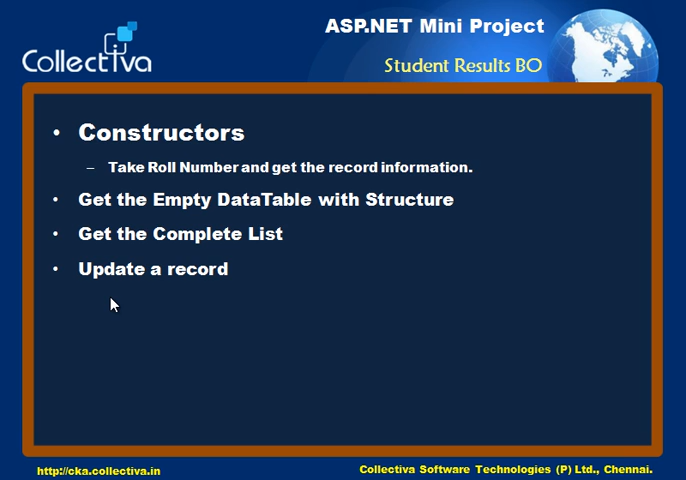 Collectiva
ASP.NET Mini Project
Student Results BO
• Constructors
– Take Roll Number and get the record information.
• Get the Empty DataTable with Structure
• Get the Complete List
• Update a record
http://cka.collectiva.in
Collectiva Software Technologies (P) Ltd., Chennai.